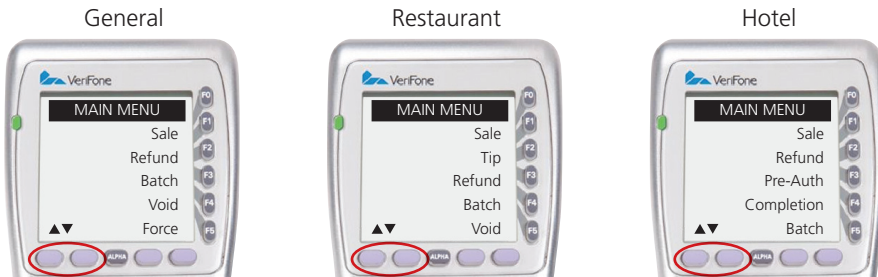 General
VeriFone
MAIN MENU
Sale
Refund
Batch
Void
▲▼ Force
F0
F1
F2
F3
F4
F5
ALPHA
Restaurant
VeriFone
MAIN MENU
Sale
Tip
Refund
Batch
▲▼ Void
F0
F1
F2
F3
F4
F5
ALPHA
Hotel
VeriFone
MAIN MENU
Sale
Refund
Pre-Auth
Completion
▲▼ Batch
F0
F1
F2
F3
F4
F5
ALPHA